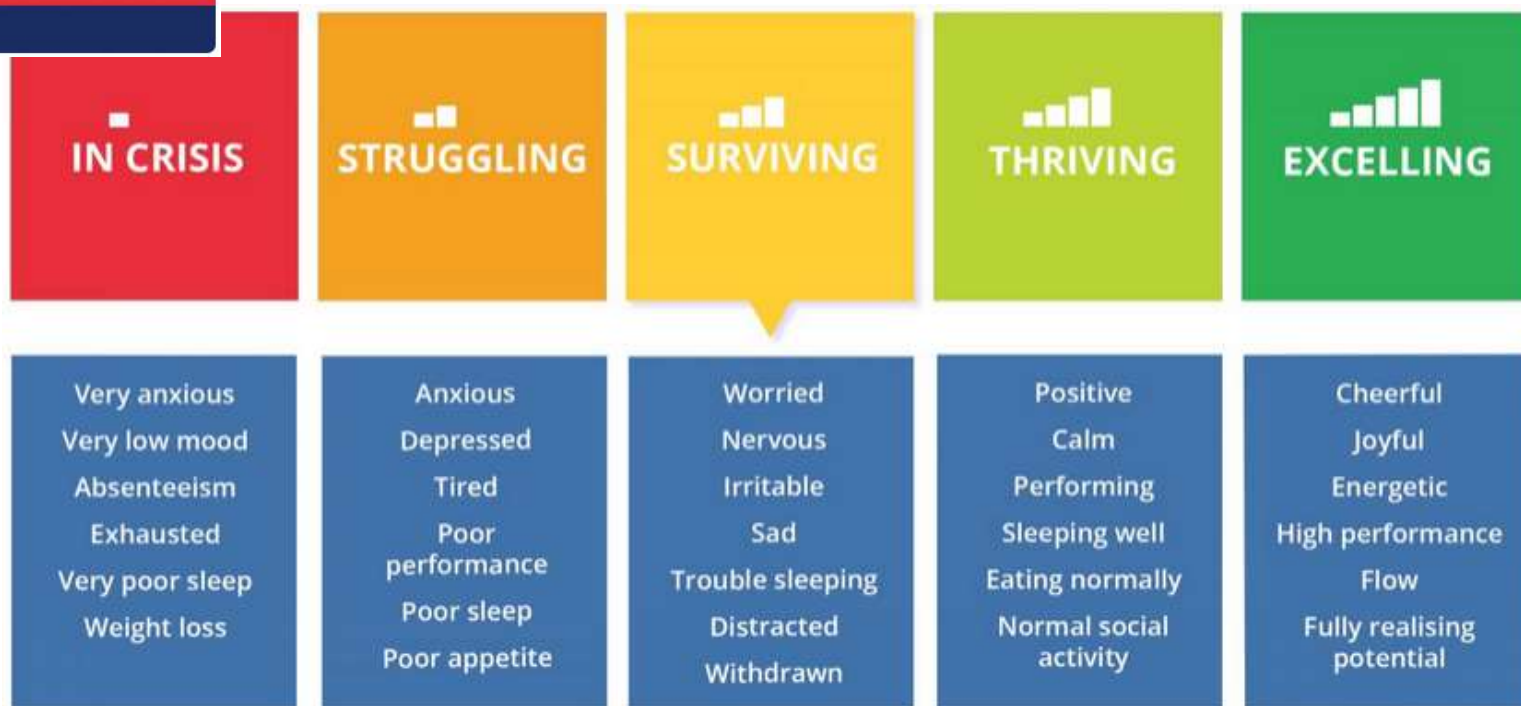 IN CRISIS
STRUGGLING
SURVIVING
THRIVING
EXCELLING
Very anxious
Very low mood
Absenteeism
Exhausted
Very poor sleep
Weight loss
Anxious
Depressed
Tired
Poor
performance
Poor sleep
Poor appetite
Worried
Nervous
Irritable
Sad
Trouble sleeping
Distracted
Withdrawn
Positive
Calm
Performing
Sleeping well
Eating normally
Normal social
activity
Cheerful
Joyful
Energetic
High performance
Flow
Fully realising
potential